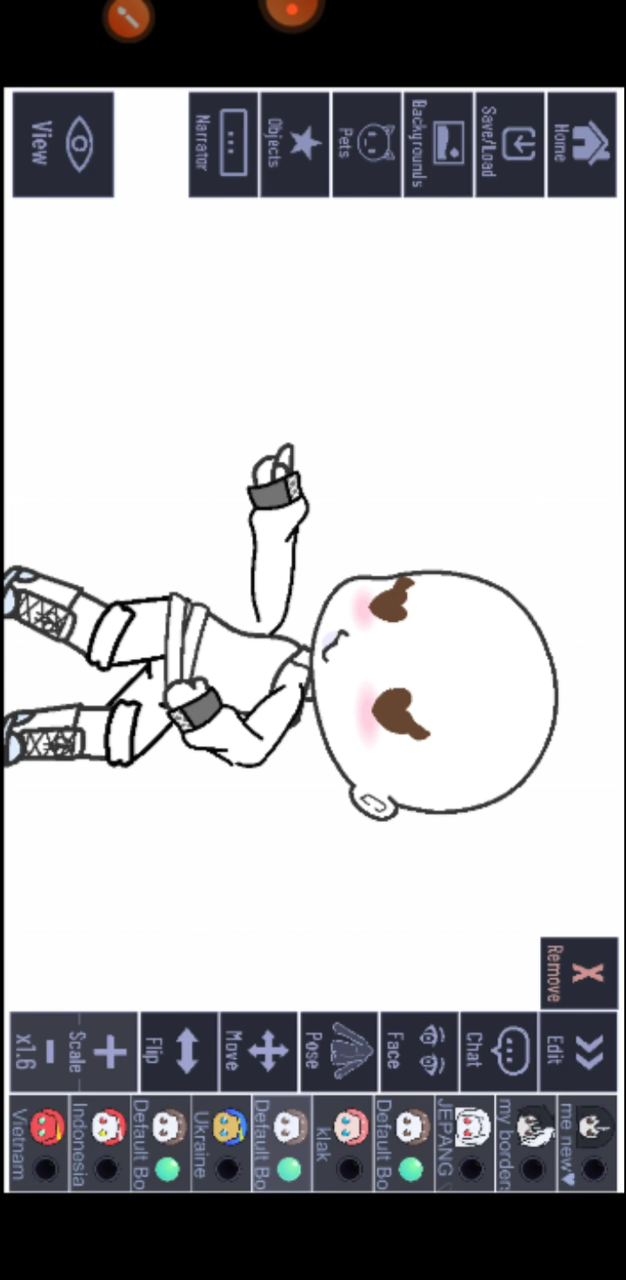 Home
Save/Load
Backgrounds
Pets
Objects
Narrator
...
View
X
Remove
Edit
Chat
Face
Pose
Move
Flip
Scale
x1.6
me new♥
my border
JEPANG
Default Bo
klak
Default Bo
Ukraine
Default Bo
Indonesia
Vietnam